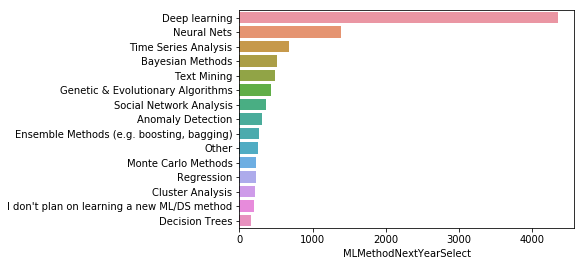 Deep learning
Neural Nets
Time Series Analysis
Bayesian Methods
Text Mining
Genetic & Evolutionary Algorithms
Social Network Analysis
Anomaly Detection
Ensemble Methods (e.g. boosting, bagging)
Other
Monte Carlo Methods
Regression
Cluster Analysis
I don't plan on learning a new ML/DS method
Decision Trees
0 1000 2000 3000 4000
MLMethodNextYearSelect